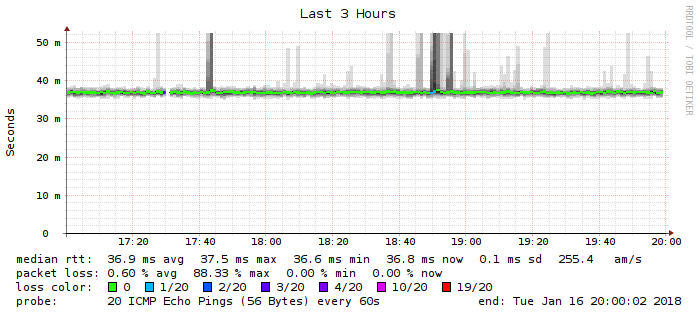 Last 3 Hours
RRDTOOL / TOBI OETIKER
Seconds
50 m
40 m
30 m
20 m
10 m
0
17:20 17:40 18:00 18:20 18:40 19:00 19:20 19:40 20:00
median rtt: 36.9 ms avg 37.5 ms max 36.6 ms min 36.8 ms now 0.1 ms sd 255.4 am/s
packet loss: 0.60 % avg 88.33 % max 0.00 % min 0.00 % now
loss color: 0 1/20 2/20 3/20 4/20 10/20 19/20
probe: 20 ICMP Echo Pings (56 Bytes) every 60s end: Tue Jan 16 20:00:02 2018